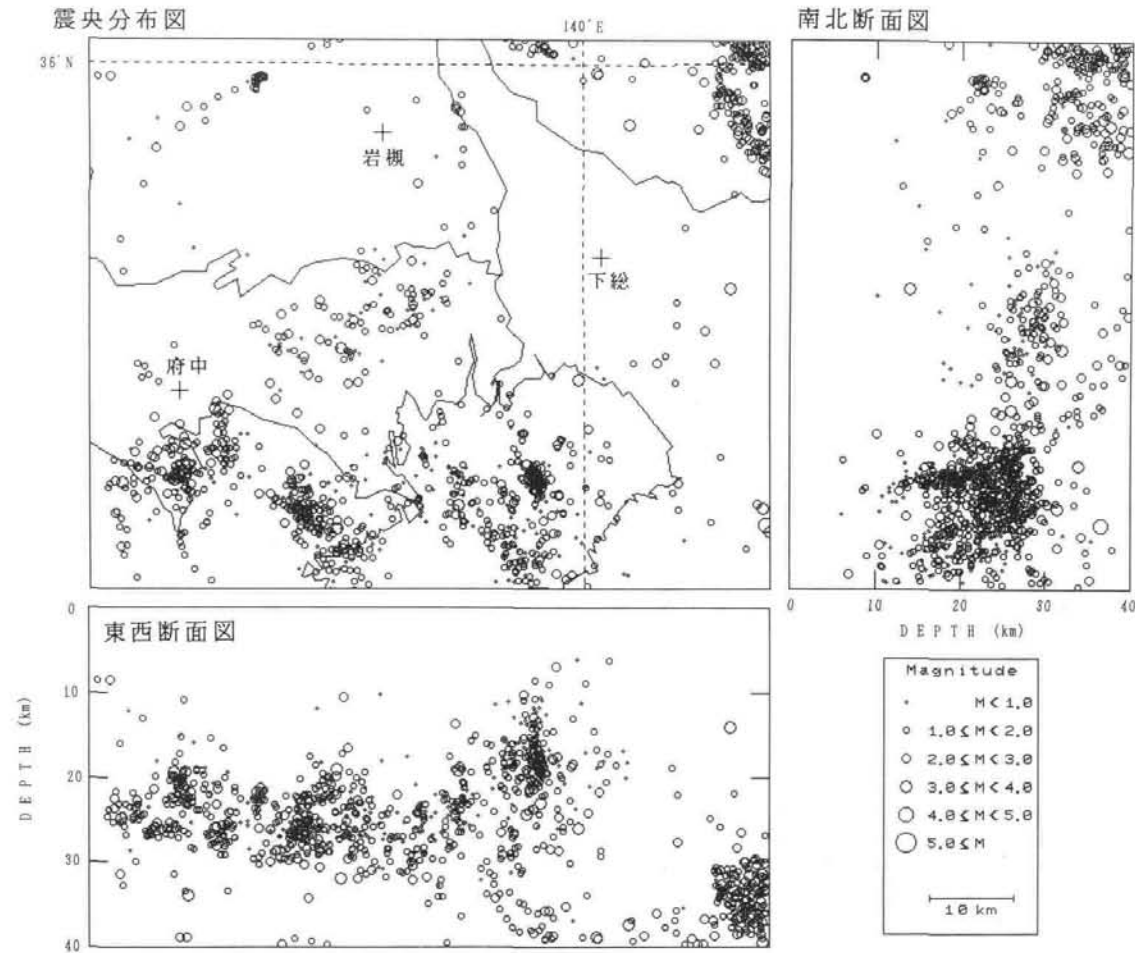 震央分布図
140°E
南北断面図
36°N
岩槻
下総
府中
0
10
20
30
40
DEPTH (km)
東西断面図
0
10
20
30
40
DEPTH (km)
Magnitude
M < 1.0
1.0 ≤ M < 2.0
2.0 ≤ M < 3.0
3.0 ≤ M < 4.0
4.0 ≤ M < 5.0
5.0 ≤ M
10 km